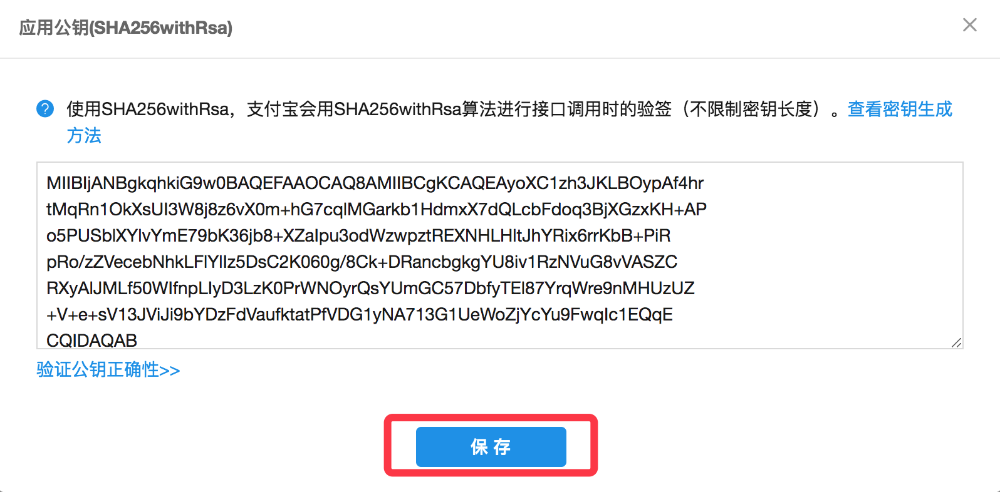 应用公钥(SHA256withRsa)
使用SHA256withRsa，支付宝会用SHA256withRsa算法进行接口调用时的验签（不限制密钥长度）。查看密钥生成
方法
MIIBIjANBgkqhkiG9w0BAQEFAAOCAQ8AMIIBCgKCAQEAyoXC1zh3JKLBOypAf4hr
tMqRn1OkXsUI3W8j8z6vX0m+hG7cqlMGarkb1HdmxX7dQLcbFdoq3BjXGzxKH+AP
o5PUSblXYlvYmE79bK36jb8+XZaIpu3odWzwpztREXNHLHltJhYRix6rrKbB+PiR
pRo/zZVecebNhkLFlYIIz5DsC2K060g/8Ck+DRancbgkgYU8iv1RzNVuG8vVASZC
RXyAlJMLf50WIfnpLIyD3LzK0PrWNOyrQsYUmGC57DbfyTEl87YrqWre9nMHUzUZ
+V+e+sV13JViJi9bYDzFdVaufktatPfVDG1yNA713G1UeWoZjYcYu9FwqIc1EQqE
CQIDAQAB
验证公钥正确性>>
保 存